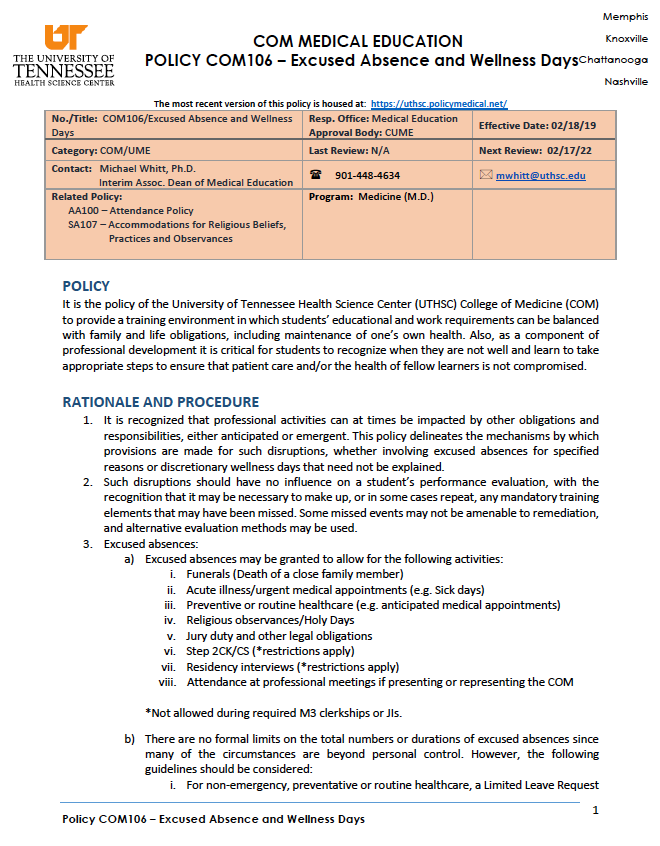 Memphis
Knoxville
Chattanooga
Nashville
UT
THE UNIVERSITY OF
TENNESSEE
HEALTH SCIENCE CENTER
COM MEDICAL EDUCATION
POLICY COM106 – Excused Absence and Wellness Days
The most recent version of this policy is housed at: https://uthsc.policymedical.net/
No./Title: COM106/Excused Absence and Wellness
Days
Resp. Office: Medical Education
Approval Body: CUME
Effective Date: 02/18/19
Category: COM/UME
Last Review: N/A
Next Review: 02/17/22
Contact: Michael Whitt, Ph.D.
Interim Assoc. Dean of Medical Education
901-448-4634
mwhitt@uthsc.edu
Related Policy:
AA100 – Attendance Policy
SA107 – Accommodations for Religious Beliefs,
Practices and Observances
Program: Medicine (M.D.)
POLICY
It is the policy of the University of Tennessee Health Science Center (UTHSC) College of Medicine (COM)
to provide a training environment in which students’ educational and work requirements can be balanced
with family and life obligations, including maintenance of one’s own health. Also, as a component of
professional development it is critical for students to recognize when they are not well and learn to take
appropriate steps to ensure that patient care and/or the health of fellow learners is not compromised.
RATIONALE AND PROCEDURE
1. It is recognized that professional activities can at times be impacted by other obligations and
responsibilities, either anticipated or emergent. This policy delineates the mechanisms by which
provisions are made for such disruptions, whether involving excused absences for specified
reasons or discretionary wellness days that need not be explained.
2. Such disruptions should have no influence on a student’s performance evaluation, with the
recognition that it may be necessary to make up, or in some cases repeat, any mandatory training
elements that may have been missed. Some missed events may not be amenable to remediation,
and alternative evaluation methods may be used.
3. Excused absences:
a) Excused absences may be granted to allow for the following activities:
i. Funerals (Death of a close family member)
ii. Acute illness/urgent medical appointments (e.g. Sick days)
iii. Preventive or routine healthcare (e.g. anticipated medical appointments)
iv. Religious observances/Holy Days
v. Jury duty and other legal obligations
vi. Step 2CK/CS (*restrictions apply)
vii. Residency interviews (*restrictions apply)
viii. Attendance at professional meetings if presenting or representing the COM
*Not allowed during required M3 clerkships or JIs.
b) There are no formal limits on the total numbers or durations of excused absences since
many of the circumstances are beyond personal control. However, the following
guidelines should be considered:
i. For non-emergency, preventative or routine healthcare, a Limited Leave Request
1
Policy COM106 – Excused Absence and Wellness Days